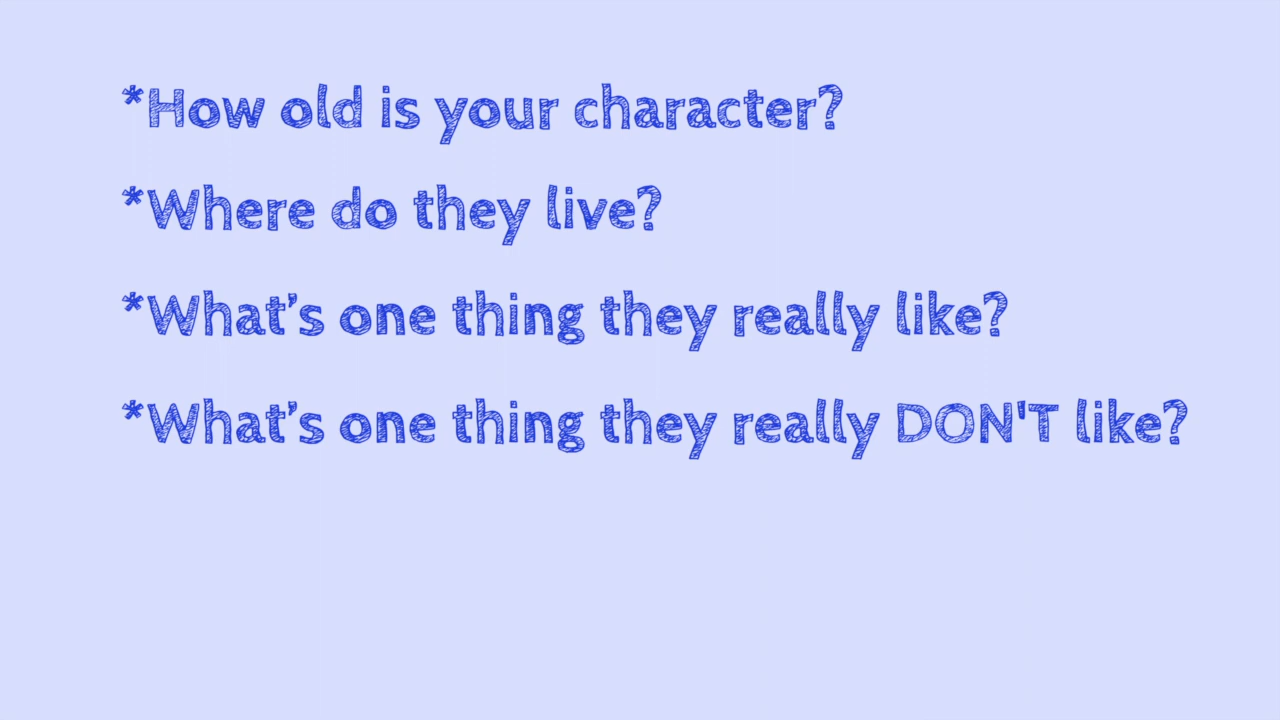 *How old is your character?
*Where do they live?
*What’s one thing they really like?
*What’s one thing they really DON'T like?